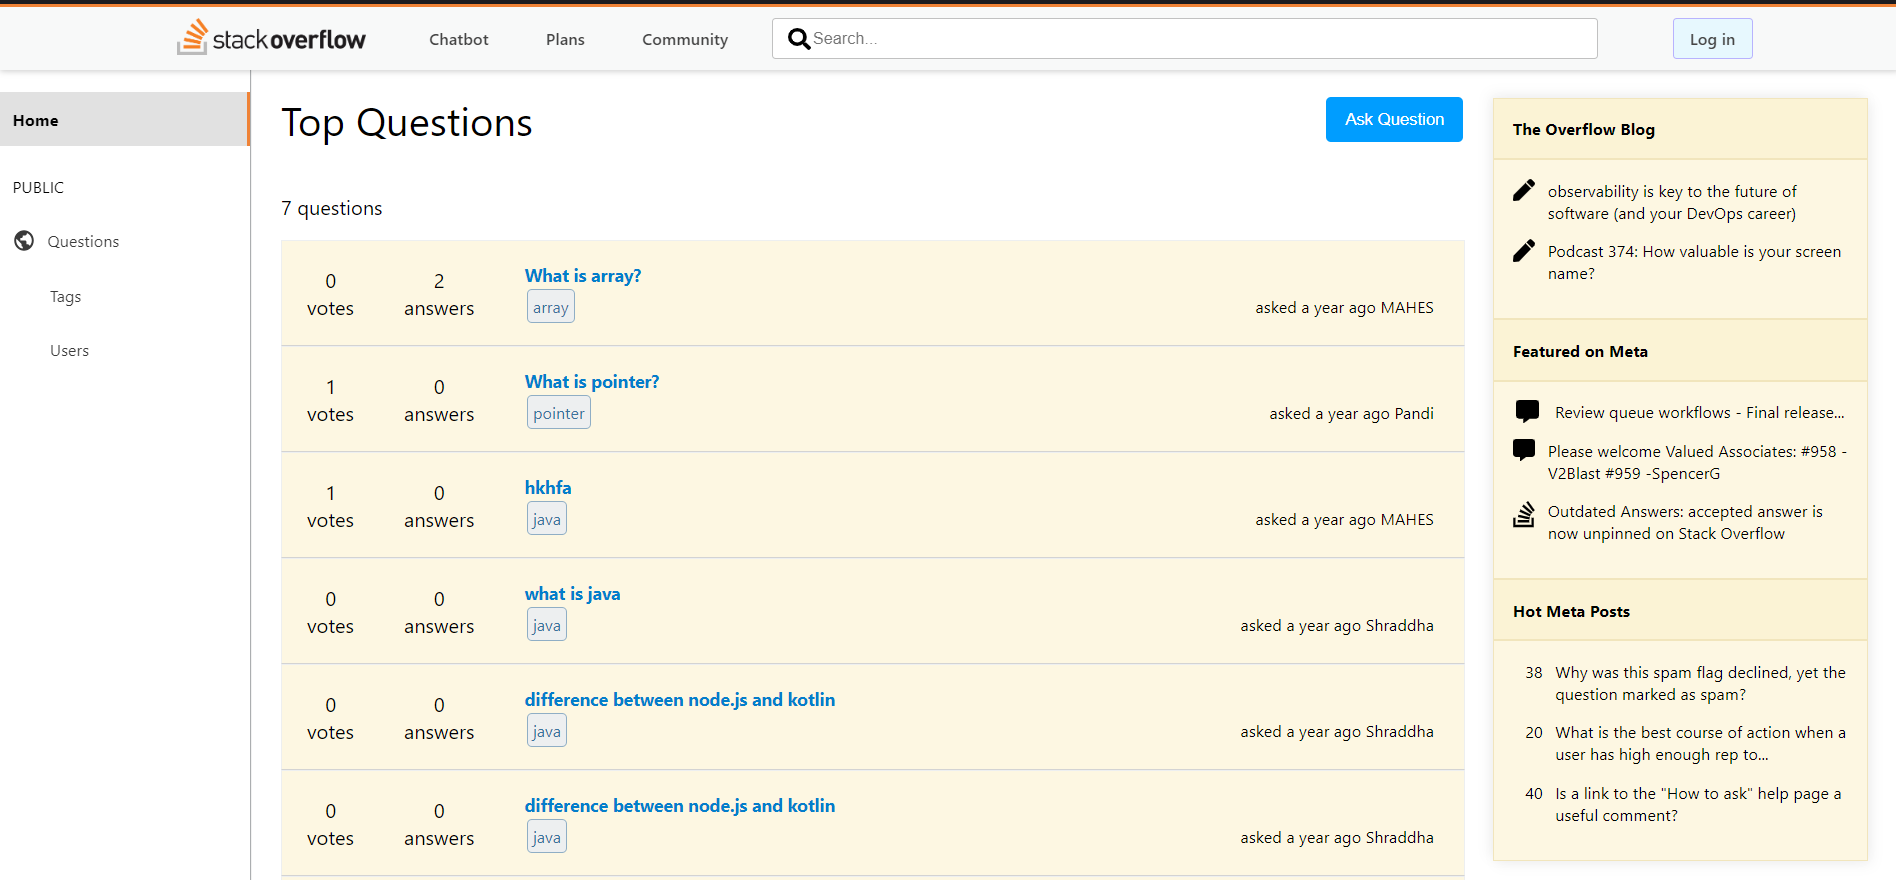 stackoverflow
Chatbot
Plans
Community
Search...
Log in
Home
PUBLIC
Questions
Tags
Users
Top Questions
Ask Question
7 questions
0 2 What is array?
votes answers array asked a year ago MAHES
1 0 What is pointer?
votes answers pointer asked a year ago Pandi
1 0 hkhfa
votes answers java asked a year ago MAHES
0 0 what is java
votes answers java asked a year ago Shraddha
0 0 difference between node.js and kotlin
votes answers java asked a year ago Shraddha
0 0 difference between node.js and kotlin
votes answers java asked a year ago Shraddha
The Overflow Blog
observability is key to the future of
software (and your DevOps career)
Podcast 374: How valuable is your screen
name?
Featured on Meta
Review queue workflows - Final release...
Please welcome Valued Associates: #958 -
V2Blast #959 -SpencerG
Outdated Answers: accepted answer is
now unpinned on Stack Overflow
Hot Meta Posts
38 Why was this spam flag declined, yet the
question marked as spam?
20 What is the best course of action when a
user has high enough rep to...
40 Is a link to the "How to ask" help page a
useful comment?